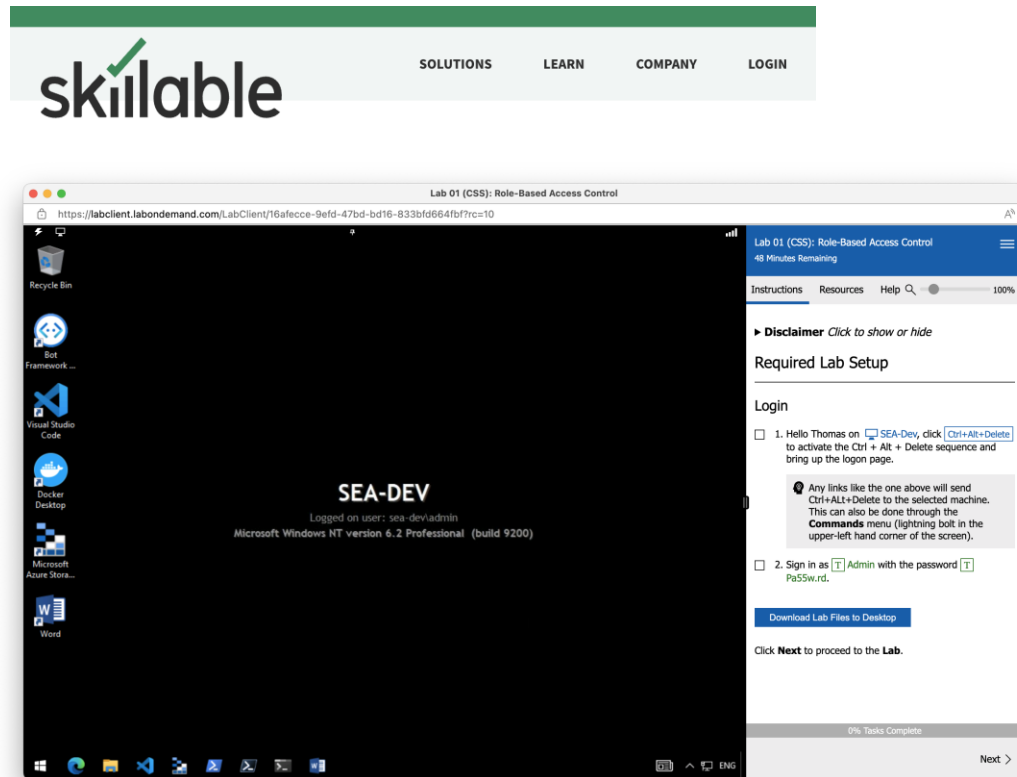 skillable
SOLUTIONS LEARN COMPANY LOGIN
Lab 01 (CSS): Role-Based Access Control
https://labclient.labondemand.com/LabClient/16afecce-9efd-47bd-bd16-833bfd664fbf?rc=10
Recycle Bin
Bot
Framework ...
Visual Studio
Code
Docker
Desktop
Microsoft
Azure Stora...
Word
SEA-DEV
Logged on user: sea-dev\admin
Microsoft Windows NT version 6.2 Professional (build 9200)
ENG
Lab 01 (CSS): Role-Based Access Control
48 Minutes Remaining
Instructions Resources Help 100%
Disclaimer Click to show or hide
Required Lab Setup
Login
1. Hello Thomas on SEA-Dev, click Ctrl+Alt+Delete
to activate the Ctrl + Alt + Delete sequence and
bring up the logon page.
Any links like the one above will send
Ctrl+ALt+Delete to the selected machine.
This can also be done through the
Commands menu (lightning bolt in the
upper-left hand corner of the screen).
2. Sign in as T Admin with the password T
Pa55w.rd.
Download Lab Files to Desktop
Click Next to proceed to the Lab.
0% Tasks Complete
Next >